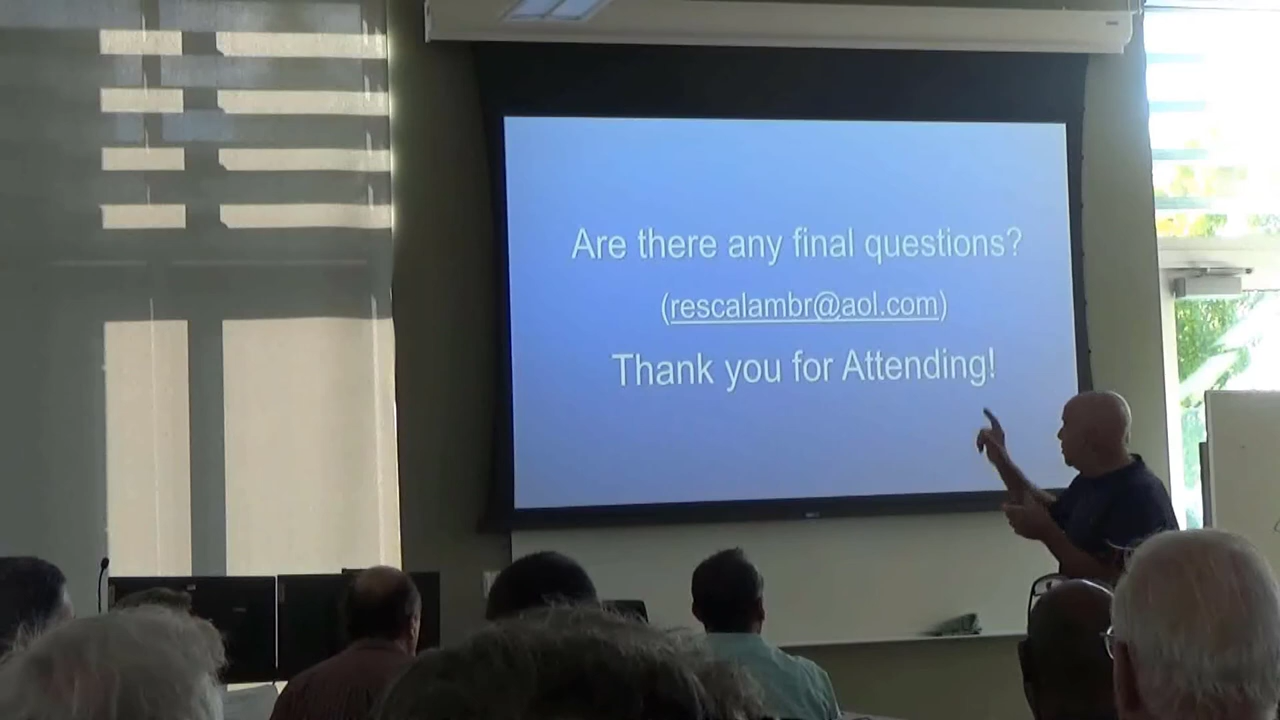 Are there any final questions?
(rescalambr@aol.com)
Thank you for Attending!